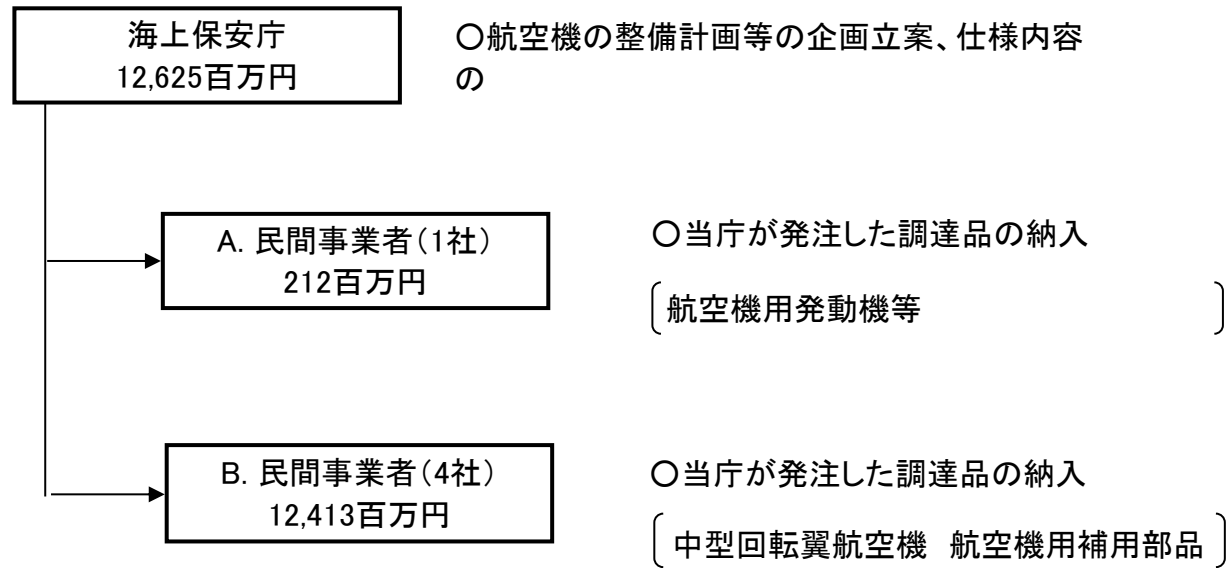 海上保安庁
12,625百万円
○航空機の整備計画等の企画立案、仕様内容
の
A. 民間事業者（1社）
212百万円
○当庁が発注した調達品の納入
航空機用発動機等
B. 民間事業者（4社）
12,413百万円
○当庁が発注した調達品の納入
中型回転翼航空機　航空機用補用部品